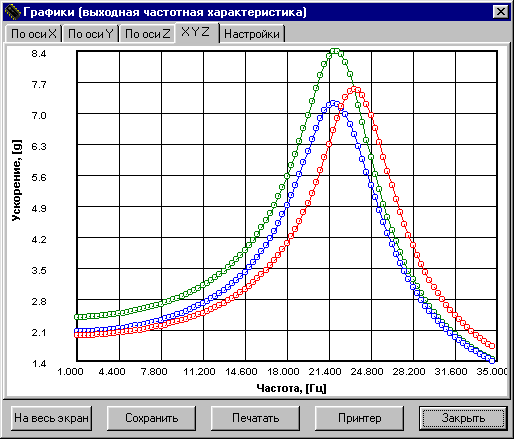 Графики (выходная частотная характеристика)
По оси X По оси Y По оси Z XYZ Настройки
8.4
7.7
7.0
6.3
5.6
4.9
4.2
3.5
2.8
2.1
1.4
Ускорение, [g]
1.000 4.400 7.800 11.200 14.600 18.000 21.400 24.800 28.200 31.600 35.000
Частота, [Гц]
На весь экран Сохранить Печатать Принтер Закрыть